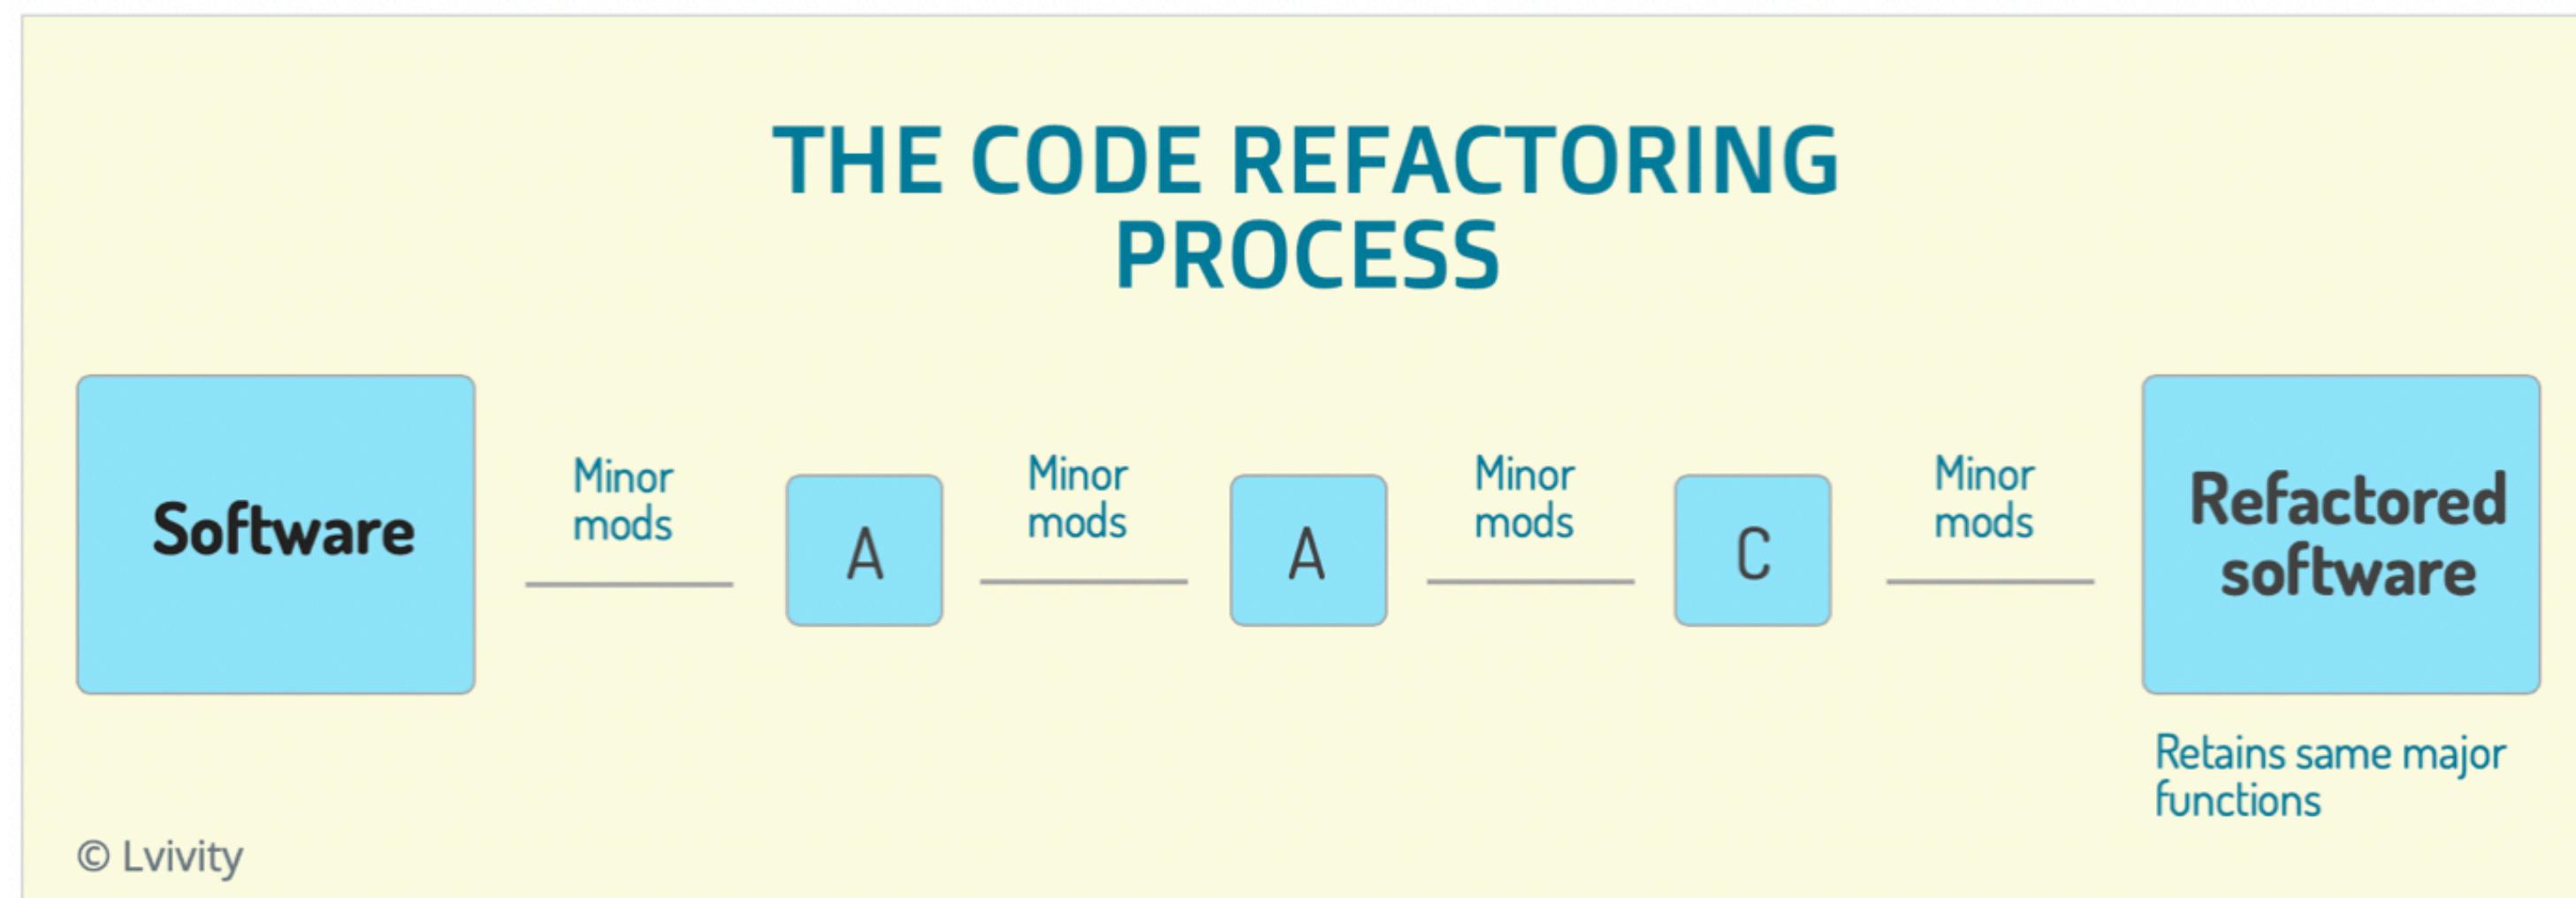 THE CODE REFACTORING
PROCESS
Software
Minor
mods
A
Minor
mods
A
Minor
mods
C
Minor
mods
Refactored
software
Retains same major
functions
© Lvivity